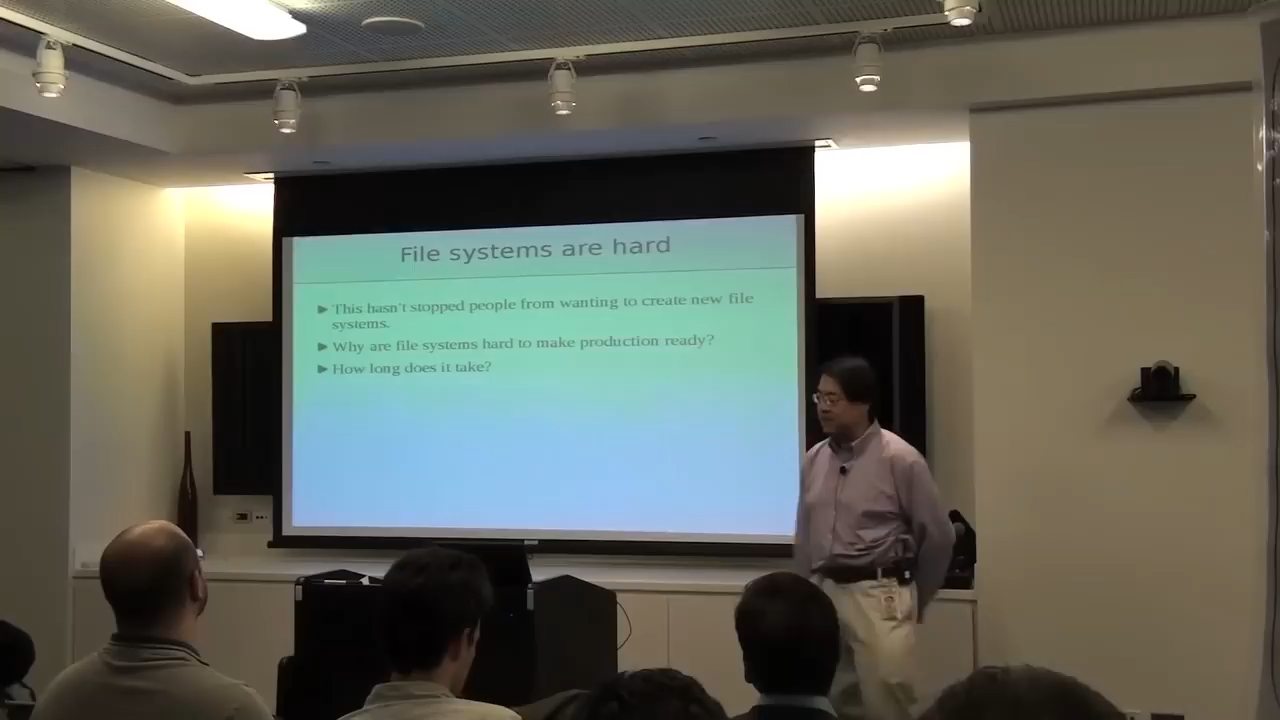 File systems are hard
▶ This hasn't stopped people from wanting to create new file
systems.
▶ Why are file systems hard to make production ready?
▶ How long does it take?